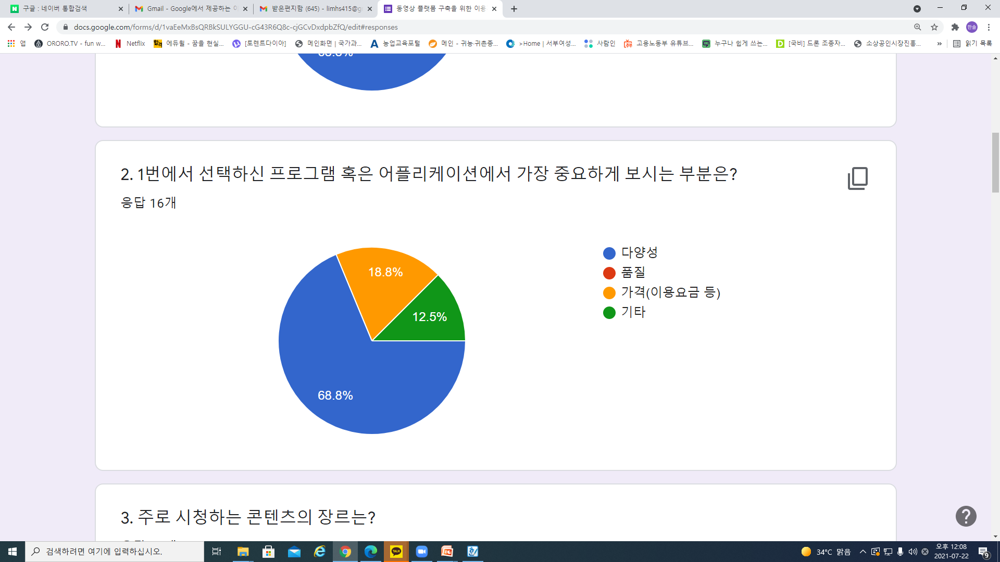 구글 : 네이버 통합검색
Gmail - Google에서 제공하는 이
받은편지함 (645) - limhs415@g
동영상 플랫폼 구축을 위한 이용
docs.google.com/forms/d/1vaEeMxBsQRBkSULYGGU-cG43R6Q8c-cjGCvDxdpbZfQ/edit#responses
한솔
앱
ORORO.TV - fun w...
Netflix
에듀윌 - 꿈을 현실...
[토렌트다이아]
메인화면 | 국가과...
농업교육포털
메인 - 귀농·귀촌종...
>Home | 서부여성...
사람인
고용노동부 유튜브...
누구나 쉽게 쓰는...
[국비] 드론 조종자...
소상공인시장진흥...
»
읽기 목록
2. 1번에서 선택하신 프로그램 혹은 어플리케이션에서 가장 중요하게 보시는 부분은?
응답 16개
다양성
품질
가격(이용요금 등)
기타
18.8%
12.5%
68.8%
3. 주로 시청하는 콘텐츠의 장르는?
검색하려면 여기에 입력하십시오.
TALK
34°C 맑음
오후 12:08
2021-07-22
9